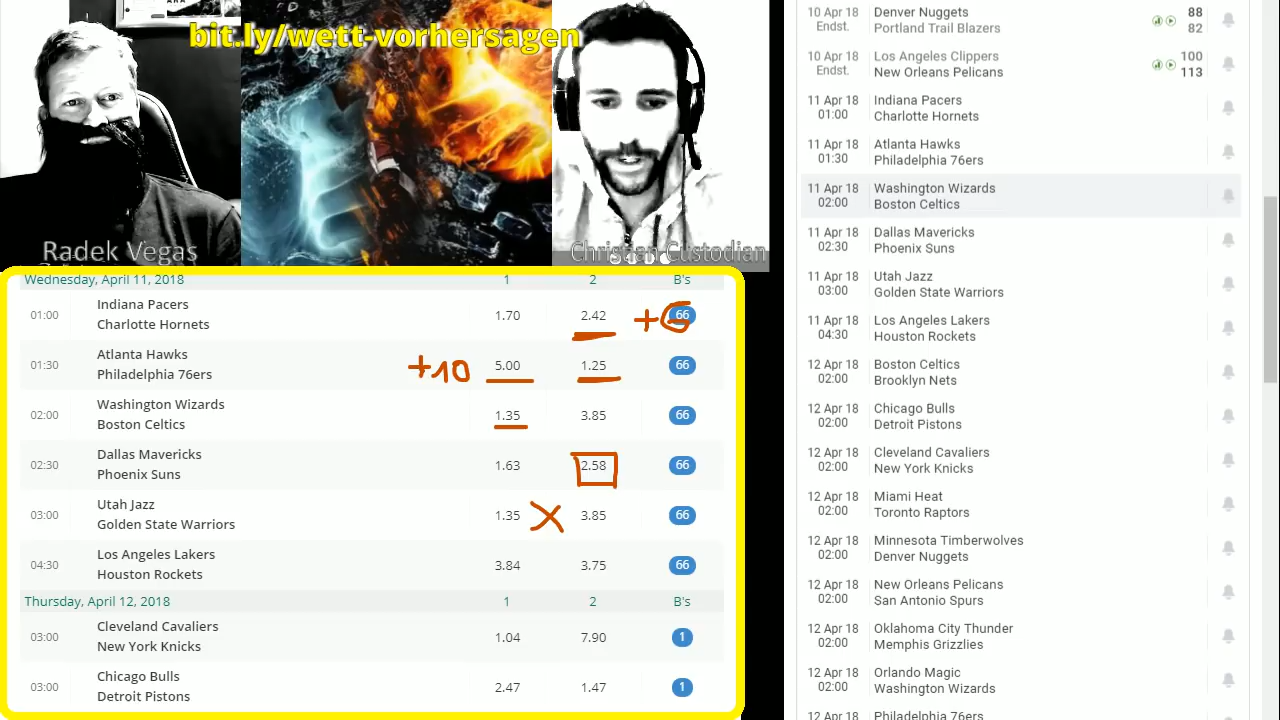 bit.ly/wett-vorhersagen
Radek Vegas
Christian Custodian
Wednesday, April 11, 2018 1 2 B's
01:00 Indiana Pacers
Charlotte Hornets 1.70 2.42 +6 66
01:30 Atlanta Hawks
Philadelphia 76ers +10 5.00 1.25 66
02:00 Washington Wizards
Boston Celtics 1.35 3.85 66
02:30 Dallas Mavericks
Phoenix Suns 1.63 2.58 66
03:00 Utah Jazz
Golden State Warriors 1.35 X 3.85 66
04:30 Los Angeles Lakers
Houston Rockets 3.84 3.75 66
Thursday, April 12, 2018 1 2 B's
03:00 Cleveland Cavaliers
New York Knicks 1.04 7.90 1
03:00 Chicago Bulls
Detroit Pistons 2.47 1.47 1
10 Apr 18 Denver Nuggets 88
Endst. Portland Trail Blazers 82
10 Apr 18 Los Angeles Clippers 100
Endst. New Orleans Pelicans 113
11 Apr 18 Indiana Pacers
01:00 Charlotte Hornets
11 Apr 18 Atlanta Hawks
01:30 Philadelphia 76ers
11 Apr 18 Washington Wizards
02:00 Boston Celtics
11 Apr 18 Dallas Mavericks
02:30 Phoenix Suns
11 Apr 18 Utah Jazz
03:00 Golden State Warriors
11 Apr 18 Los Angeles Lakers
04:30 Houston Rockets
12 Apr 18 Boston Celtics
02:00 Brooklyn Nets
12 Apr 18 Chicago Bulls
02:00 Detroit Pistons
12 Apr 18 Cleveland Cavaliers
02:00 New York Knicks
12 Apr 18 Miami Heat
02:00 Toronto Raptors
12 Apr 18 Minnesota Timberwolves
02:00 Denver Nuggets
12 Apr 18 New Orleans Pelicans
02:00 San Antonio Spurs
12 Apr 18 Oklahoma City Thunder
02:00 Memphis Grizzlies
12 Apr 18 Orlando Magic
02:00 Washington Wizards
12 Apr 18 Philadelphia 76ers